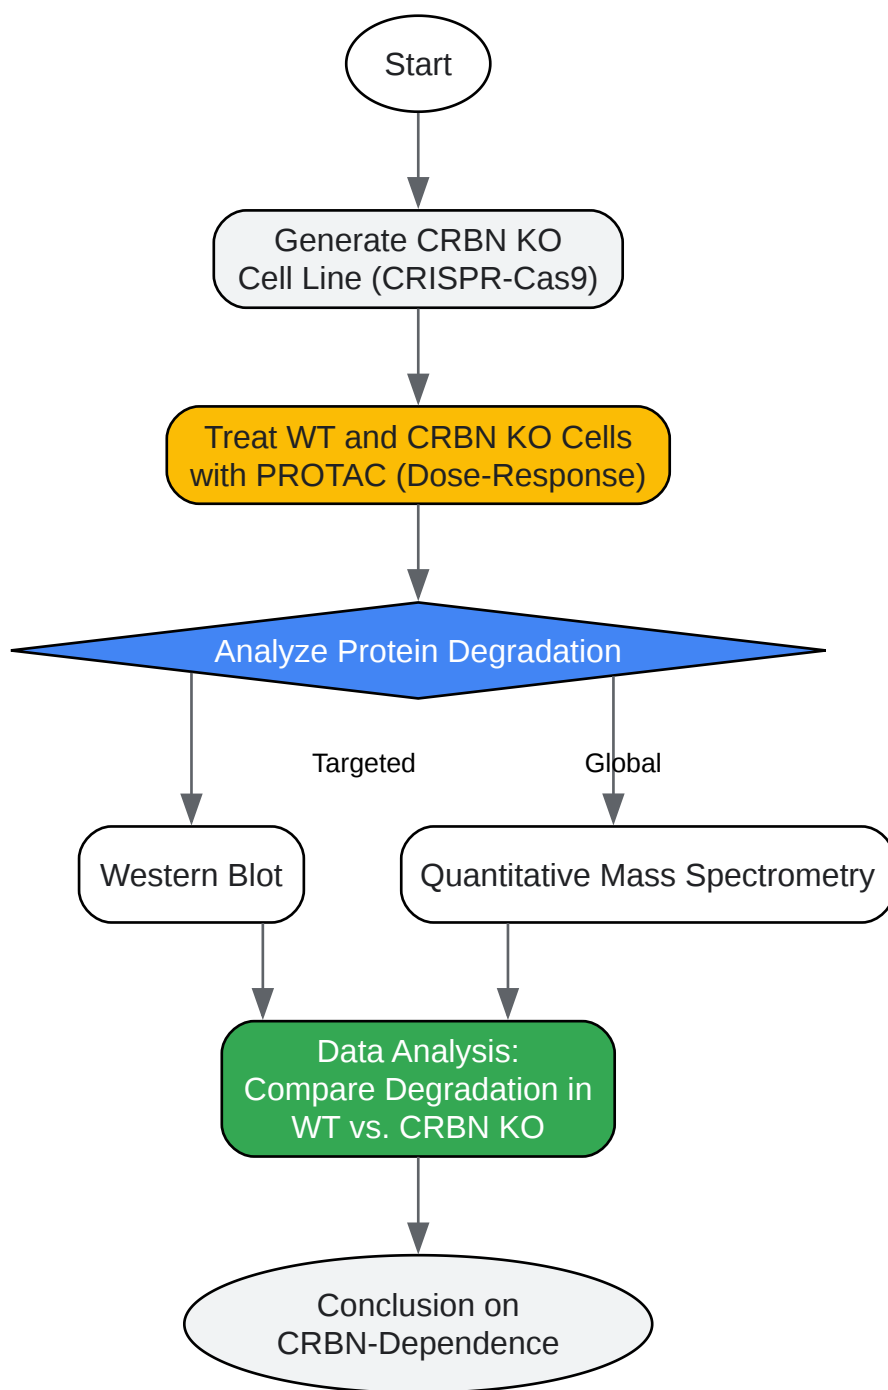 Start
Generate CRBN KO
Cell Line (CRISPR-Cas9)
Treat WT and CRBN KO Cells
with PROTAC (Dose-Response)
Analyze Protein Degradation
Targeted
Global
Western Blot
Quantitative Mass Spectrometry
Data Analysis:
Compare Degradation in
WT vs. CRBN KO
Conclusion on
CRBN-Dependence